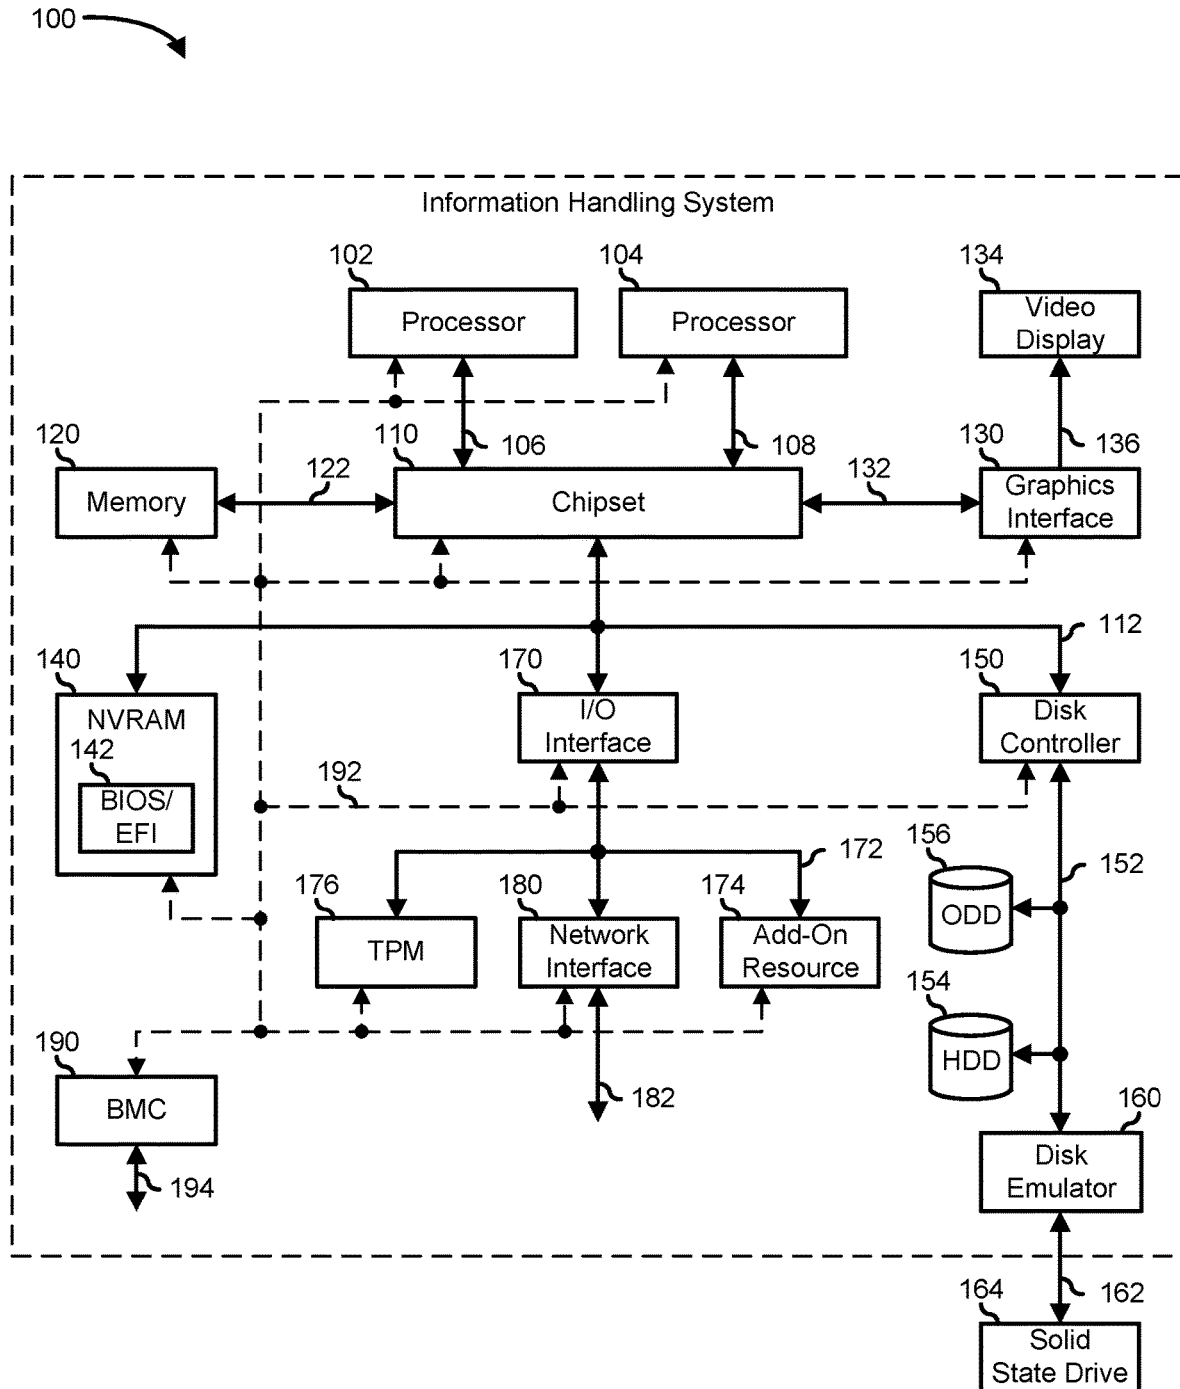 100
Information Handling System
102
104
134
Processor
Processor
Video
Display
120
110
106
108
130
136
122
132
Memory
Chipset
Graphics
Interface
112
140
170
150
NVRAM
I/O
Interface
Disk
Controller
142
BIOS/
EFI
192
156
172
152
176
180
174
ODD
TPM
Network
Interface
Add-On
Resource
154
190
HDD
BMC
182
160
194
Disk
Emulator
164
162
Solid
State Drive